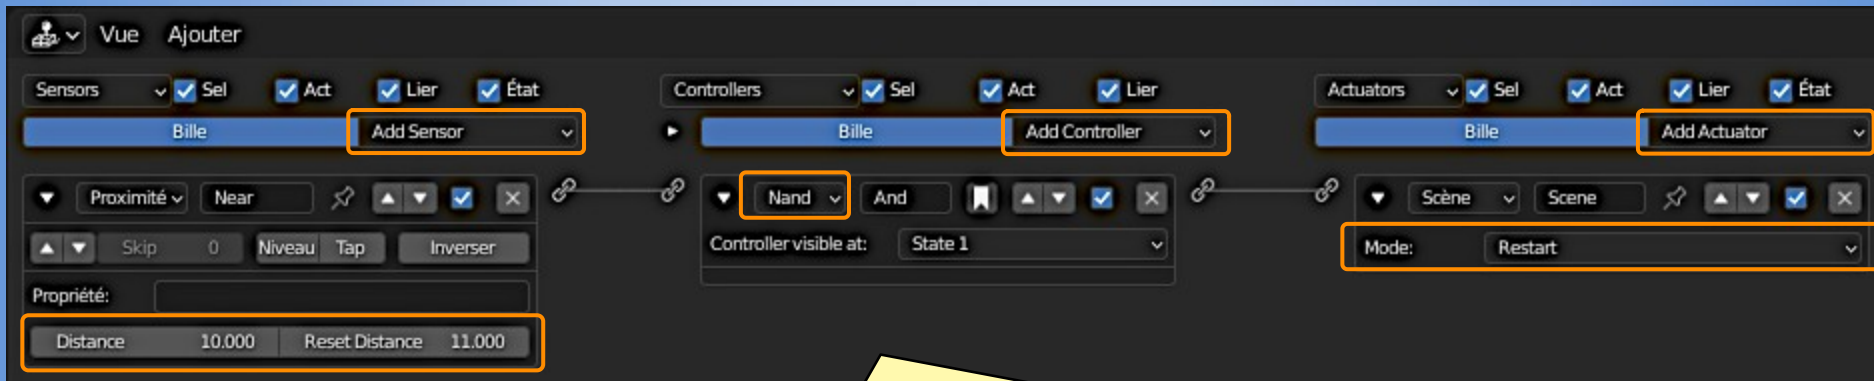 Vue Ajouter
Sensors Sel Act Lier État Controllers Sel Act Lier Actuators Sel Act Lier État
Bille Add Sensor Bille Add Controller Bille Add Actuator
Proximité Near Nand And Scène Scene
Skip 0 Niveau Tap Inverser Controller visible at: State 1 Mode: Restart
Propriété:
Distance 10.000 Reset Distance 11.000